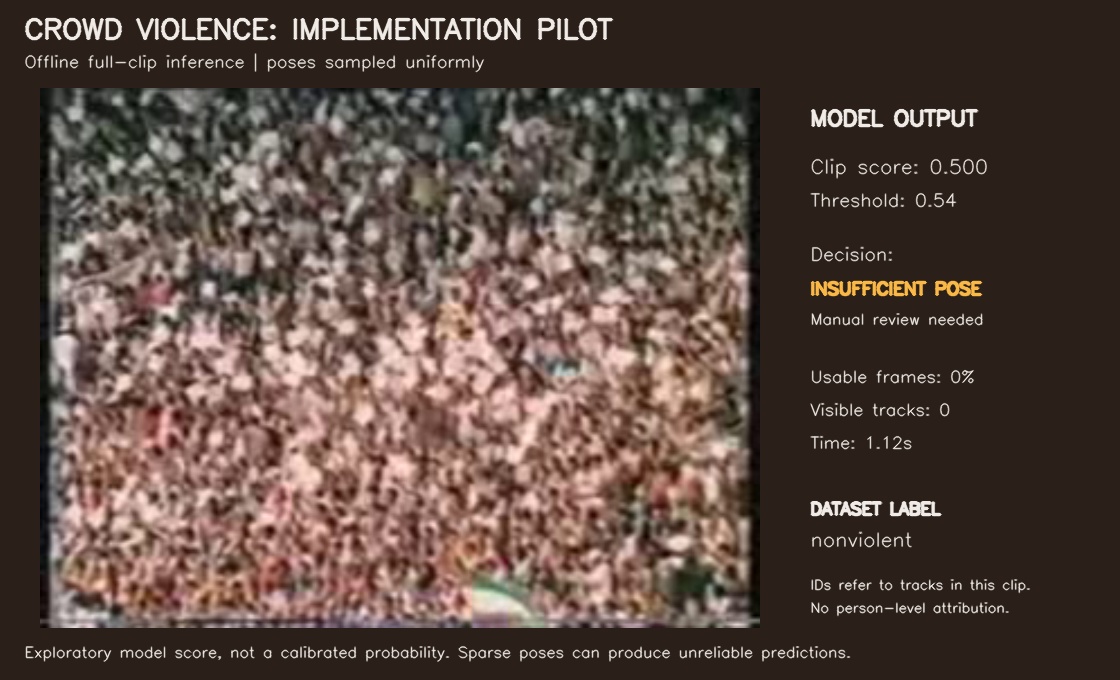 CROWD VIOLENCE: IMPLEMENTATION PILOT
Offline full-clip inference | poses sampled uniformly
MODEL OUTPUT
Clip score: 0.500
Threshold: 0.54
Decision:
INSUFFICIENT POSE
Manual review needed
Usable frames: 0%
Visible tracks: 0
Time: 1.12s
DATASET LABEL
nonviolent
IDs refer to tracks in this clip.
No person-level attribution.
Exploratory model score, not a calibrated probability. Sparse poses can produce unreliable predictions.